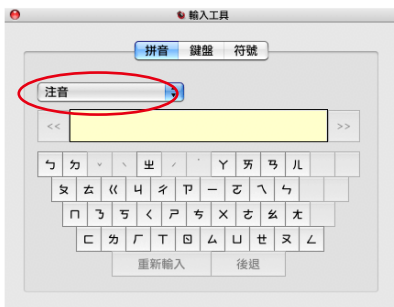 輸入工具
拼音 鍵盤 符號
注音
<< >>
ㄅ ㄉ ˇ ˋ ㄓ ˊ ˙ ㄚ ㄞ ㄢ ㄦ
ㄆ ㄊ ㄍ ㄐ ㄔ ㄗ ㄧ ㄛ ㄟ ㄣ
ㄇ ㄋ ㄎ ㄑ ㄕ ㄘ ㄨ ㄜ ㄠ ㄤ
ㄈ ㄌ ㄏ ㄒ ㄖ ㄙ ㄩ ㄝ ㄡ ㄥ
重新輸入 後退